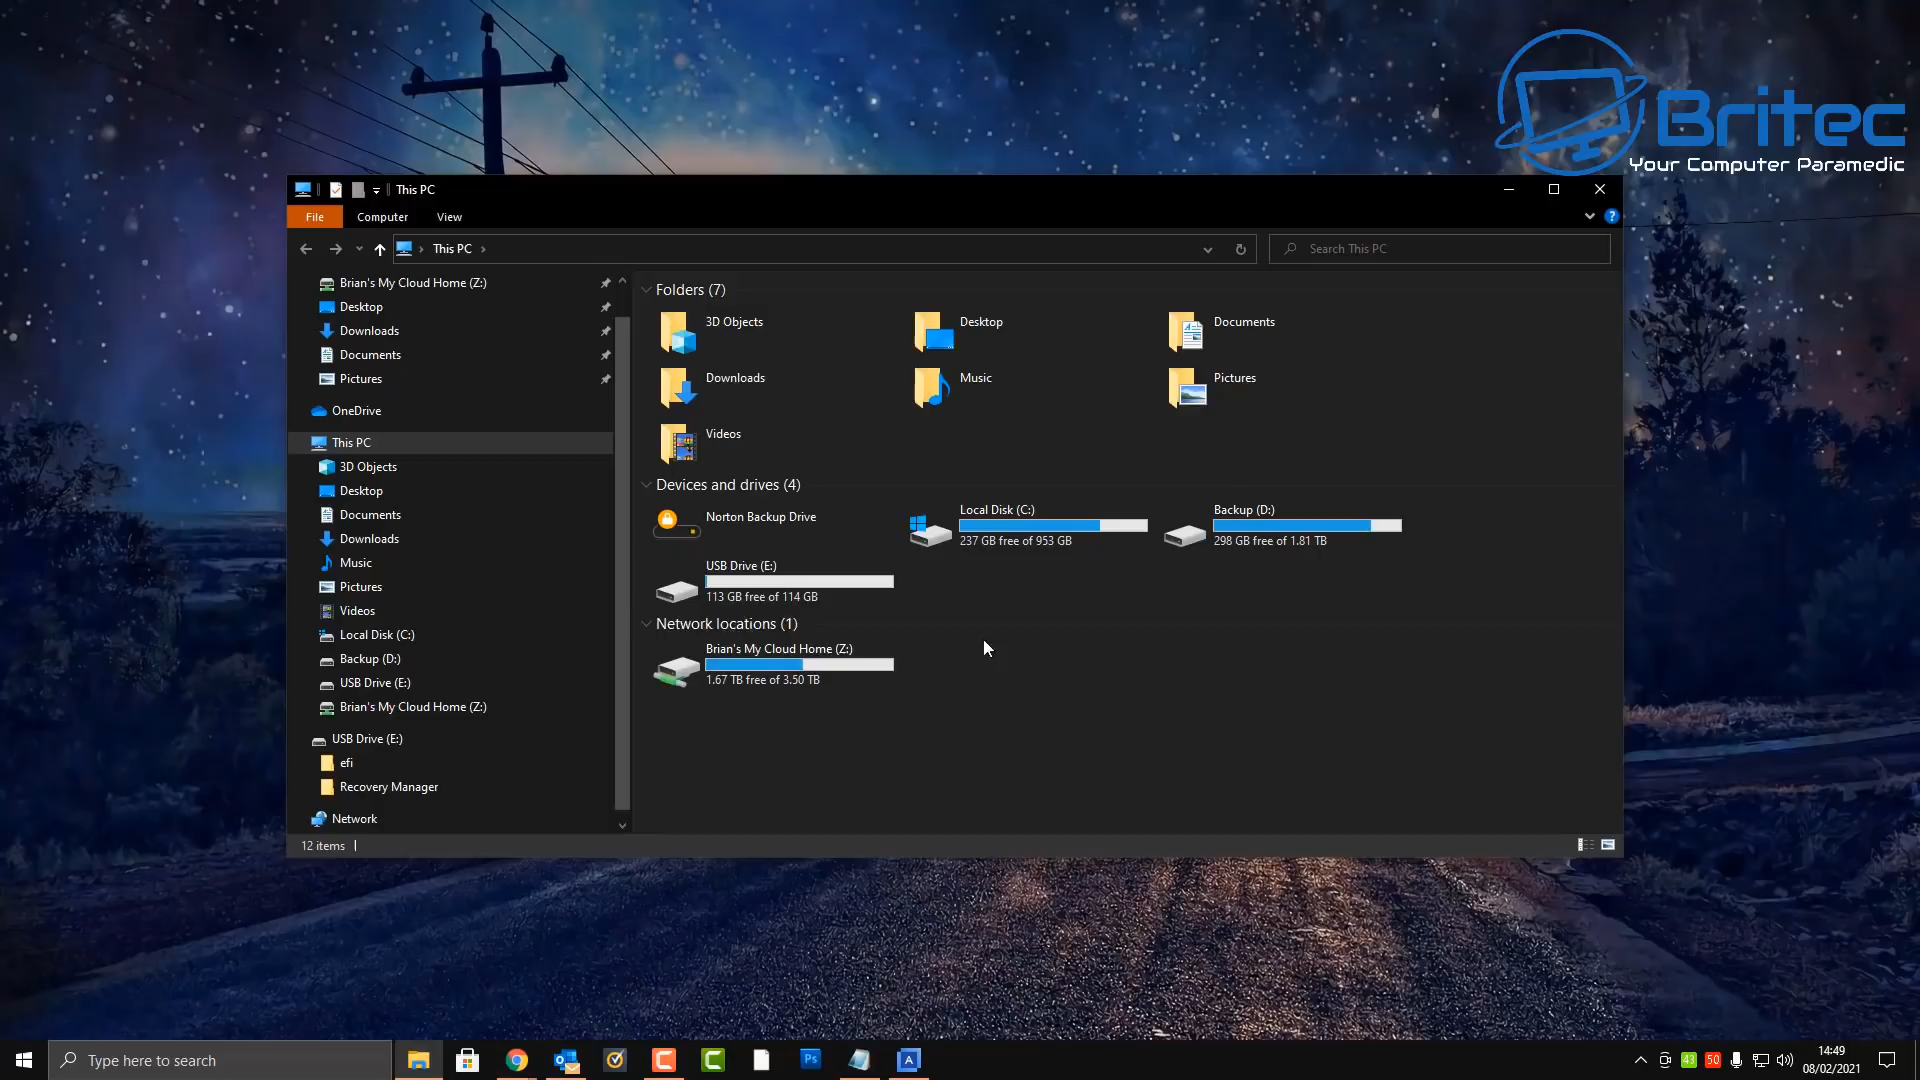 Britec
Your Computer Paramedic
This PC
File
Computer
View
This PC
Search This PC
Brian's My Cloud Home (Z:)
Desktop
Downloads
Documents
Pictures
OneDrive
This PC
3D Objects
Desktop
Documents
Downloads
Music
Pictures
Videos
Local Disk (C:)
Backup (D:)
USB Drive (E:)
Brian's My Cloud Home (Z:)
USB Drive (E:)
efi
Recovery Manager
Network
Folders (7)
3D Objects
Desktop
Documents
Downloads
Music
Pictures
Videos
Devices and drives (4)
Norton Backup Drive
Local Disk (C:)
237 GB free of 953 GB
Backup (D:)
298 GB free of 1.81 TB
USB Drive (E:)
113 GB free of 114 GB
Network locations (1)
Brian's My Cloud Home (Z:)
1.67 TB free of 3.50 TB
12 items
Type here to search
Ps
A
43
50
14:49
08/02/2021